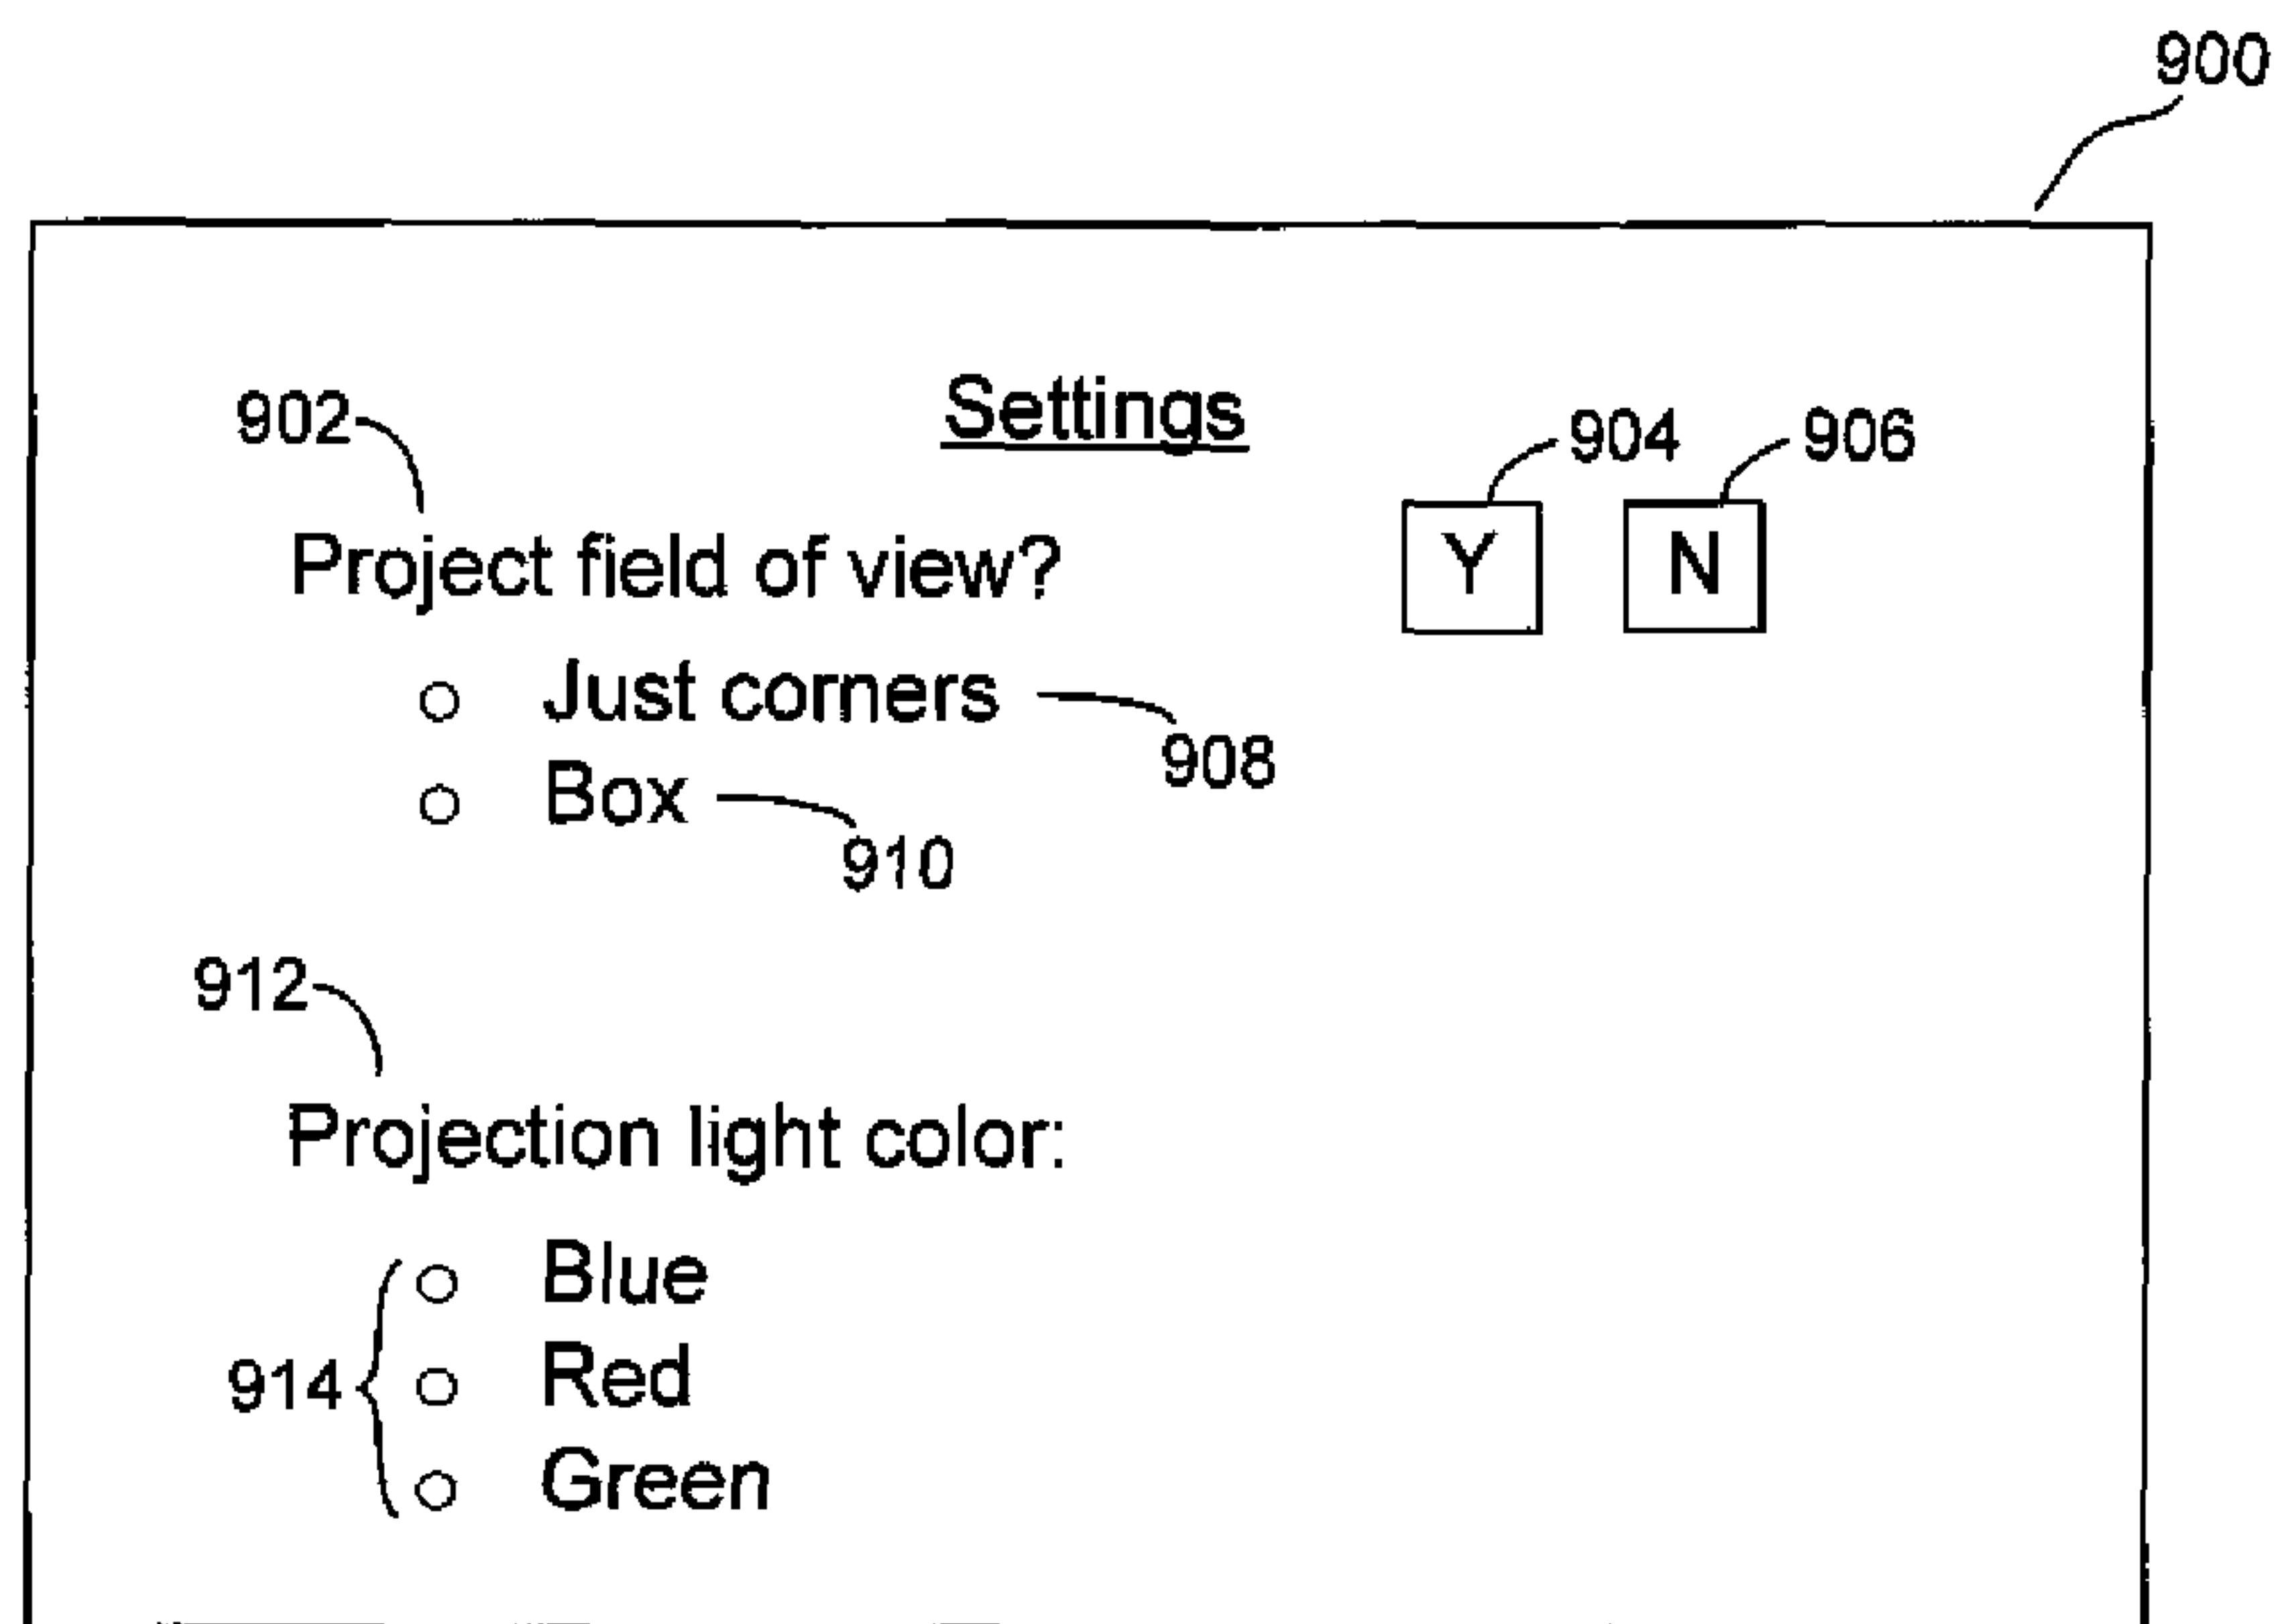 900
Settings
902
904
906
Project field of view?
Y
N
Just corners
908
Box
910
912
Projection light color:
Blue
914
Red
Green